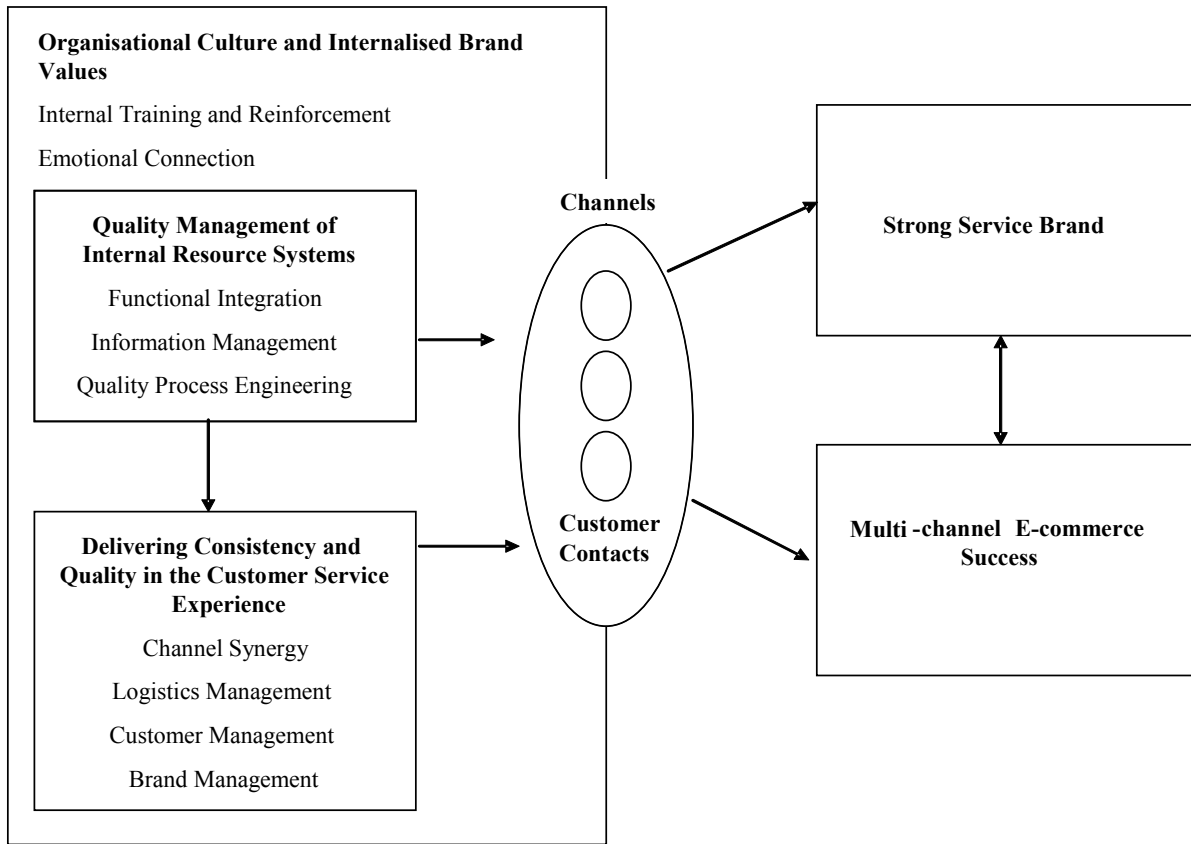 Organisational Culture and Internalised Brand
Values
Internal Training and Reinforcement
Emotional Connection
Quality Management of
Internal Resource Systems
Functional Integration
Information Management
Quality Process Engineering
Delivering Consistency and
Quality in the Customer Service
Experience
Channel Synergy
Logistics Management
Customer Management
Brand Management
Channels
Customer
Contacts
Strong Service Brand
Multi -channel E-commerce
Success